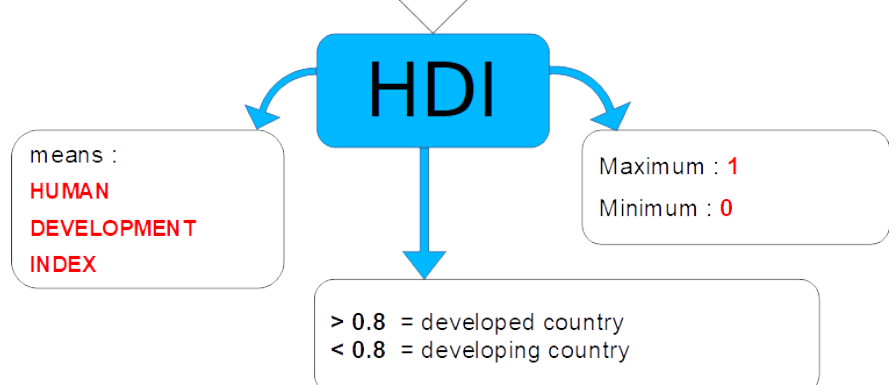 HDI
means :
HUMAN
DEVELOPMENT
INDEX
Maximum : 1
Minimum : 0
> 0.8 = developed country
< 0.8 = developing country